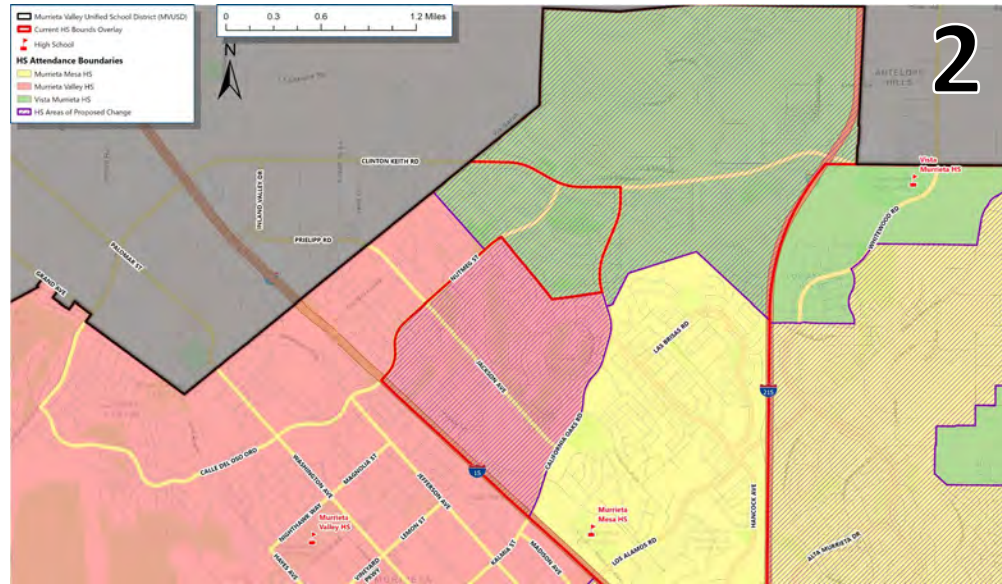 Murrieta Valley Unified School District (MVUSD)
Current HS Bounds Overlay
High School
HS Attendance Boundaries
Murrieta Mesa HS
Murrieta Valley HS
Vista Murrieta HS
HS Areas of Proposed Change
0 0.3 0.6 1.2 Miles
N
2
ANTELOPE
HILLS
CLINTON KEITH RD
Vista
Murrieta HS
INLAND VALLEY DR
WHITEWOOD RD
PRIELIPP RD
PALOMAR ST
NUTMEG ST
GRAND AVE
LAS BRISAS RD
JACKSON AVE
215
CALIFORNIA OAKS RD
CALLE DEL OSO ORO
WASHINGTON AVE
MAGNOLIA ST
JEFFERSON AVE
15
HANCOCK AVE
NIGHTHAWK WAY
Murrieta
Valley HS
LEMON ST
Murrieta
Mesa HS
HAYES AVE
VINEYARD
PKWY
KALMIA ST
MADISON AVE
LOS ALAMOS RD
ALTA MURRIETA DR
MURRIETA